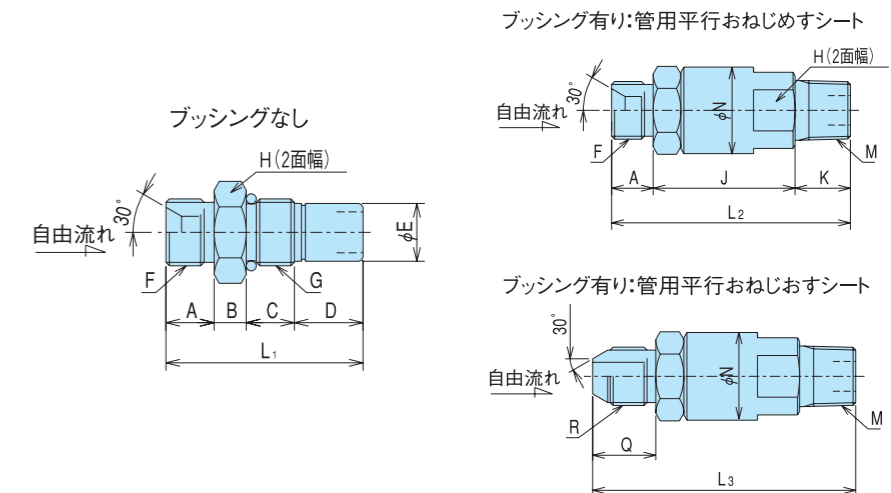 ブッシングなし
H(2面幅)
30°
自由流れ
φE
F
G
A
B
C
D
L₁
ブッシング有り:管用平行おねじめすシート
H(2面幅)
30°
自由流れ
φN
F
M
A
J
K
L₂
ブッシング有り:管用平行おねじおすシート
30°
自由流れ
φN
R
M
Q
L₃